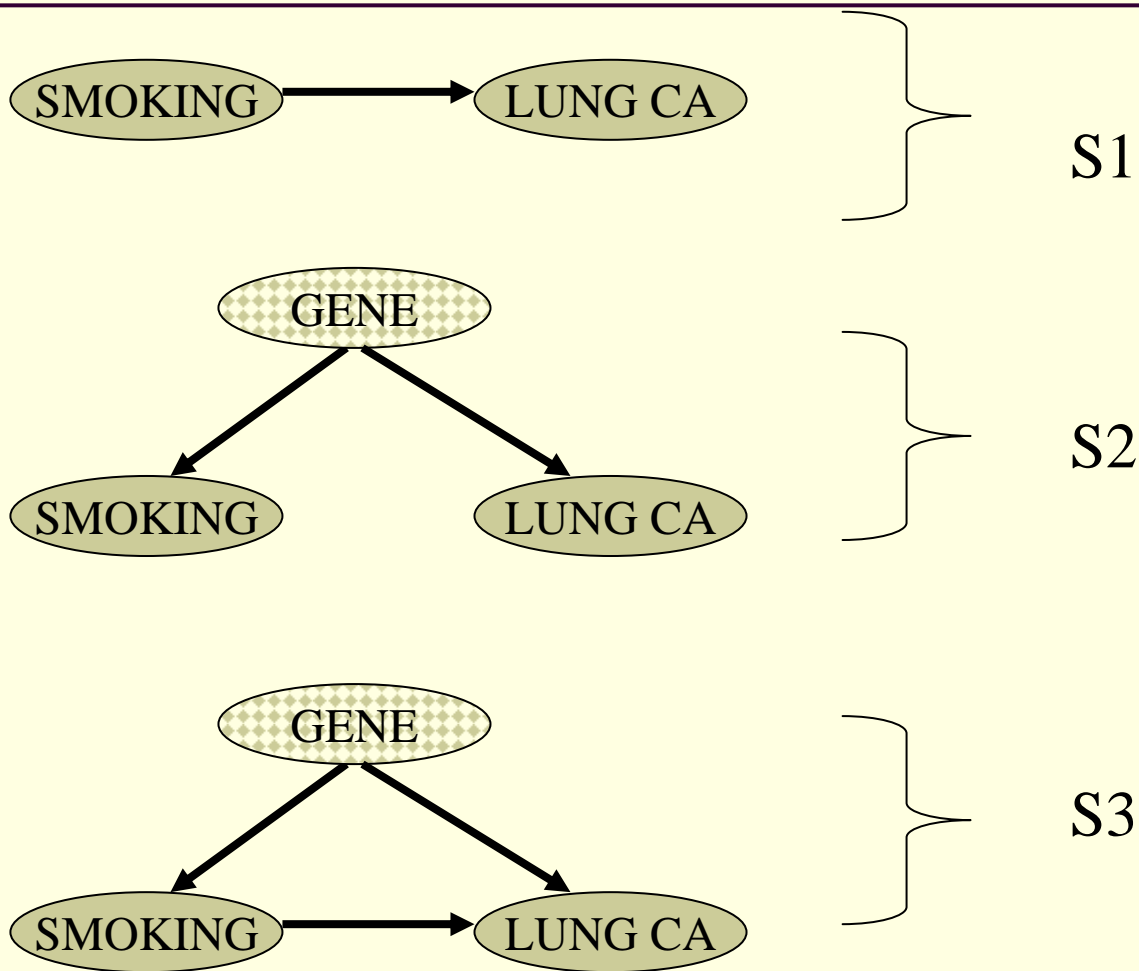 SMOKING LUNG CA
S1
GENE
S2
SMOKING LUNG CA
GENE
S3
SMOKING LUNG CA